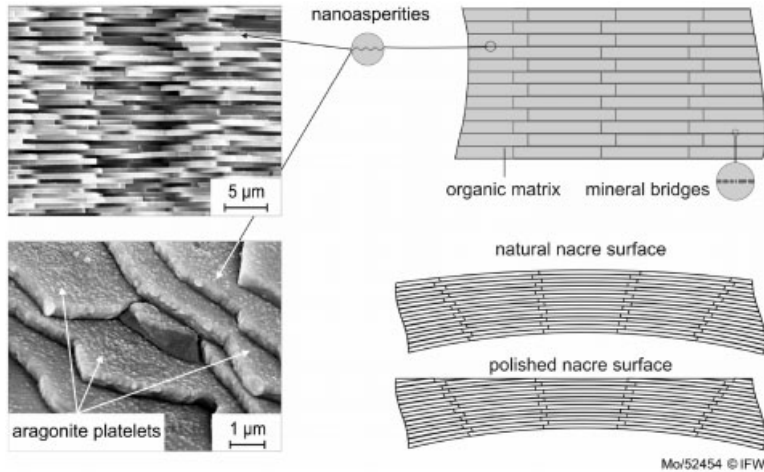 nanoasperities
5 µm
organic matrix
mineral bridges
natural nacre surface
polished nacre surface
aragonite platelets
1 µm
Mo/52454 © IFW